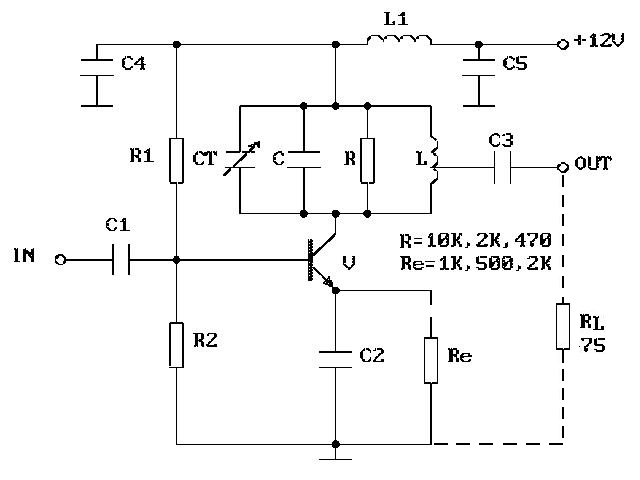 L1
+12V
C4
C5
R1
CT
C
R
L
C3
OUT
C1
IN
V
R=10K,2K,470
Re=1K,500,2K
R2
C2
Re
RL
75